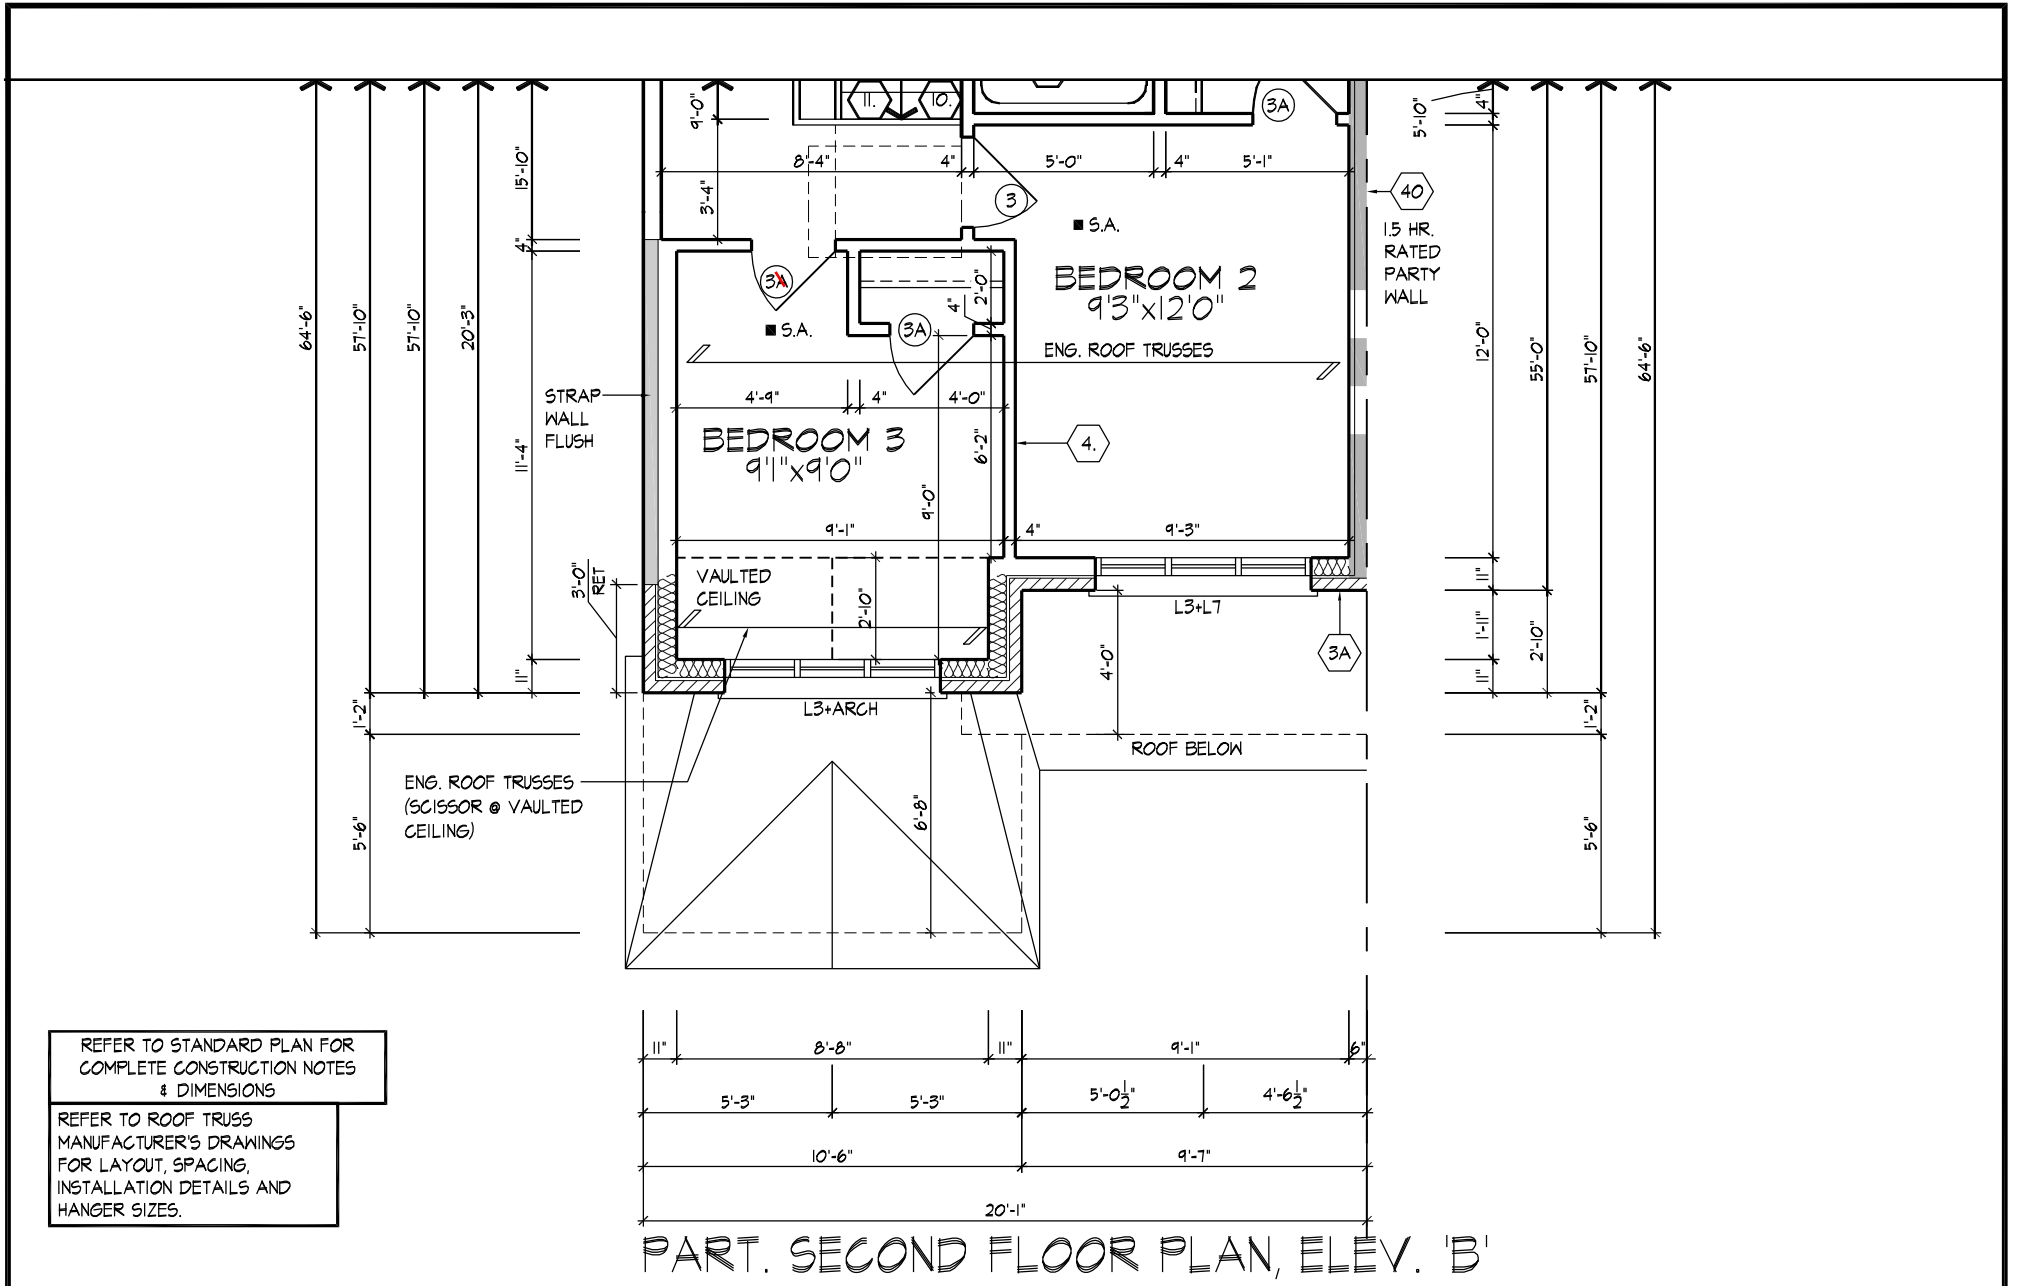 11.
10.
3A
9'-0"
5'-10"
4"
8'-4"
4"
5'-0"
4"
5'-1"
15'-10"
3'-4"
3
40
S.A.
1.5 HR.
RATED
PARTY
WALL
4"
3A
BEDROOM 2
9'3"x12'0"
2'-0"
4"
S.A.
3A
64'-6"
57'-10"
57'-10"
20'-3"
ENG. ROOF TRUSSES
12'-0"
55'-0"
57'-10"
64'-6"
STRAP
WALL
FLUSH
4'-9"
4"
4'-0"
BEDROOM 3
9'1"x9'0"
6'-2"
4.
11'-4"
9'-0"
9'-1"
4"
9'-3"
3'-0"
RET
VAULTED
CEILING
2'-10"
L3+L7
11"
1'-11"
2'-10"
4'-0"
3A
11"
11"
L3+ARCH
1'-2"
1'-2"
ROOF BELOW
ENG. ROOF TRUSSES
(SCISSOR @ VAULTED
CEILING)
5'-6"
6'-8"
5'-6"
11"
8'-8"
11"
9'-1"
6"
5'-3"
5'-3"
5'-0½"
4'-6½"
10'-6"
9'-7"
20'-1"
REFER TO STANDARD PLAN FOR
COMPLETE CONSTRUCTION NOTES
& DIMENSIONS
REFER TO ROOF TRUSS
MANUFACTURER'S DRAWINGS
FOR LAYOUT, SPACING,
INSTALLATION DETAILS AND
HANGER SIZES.
PART. SECOND FLOOR PLAN, ELEV. 'B'